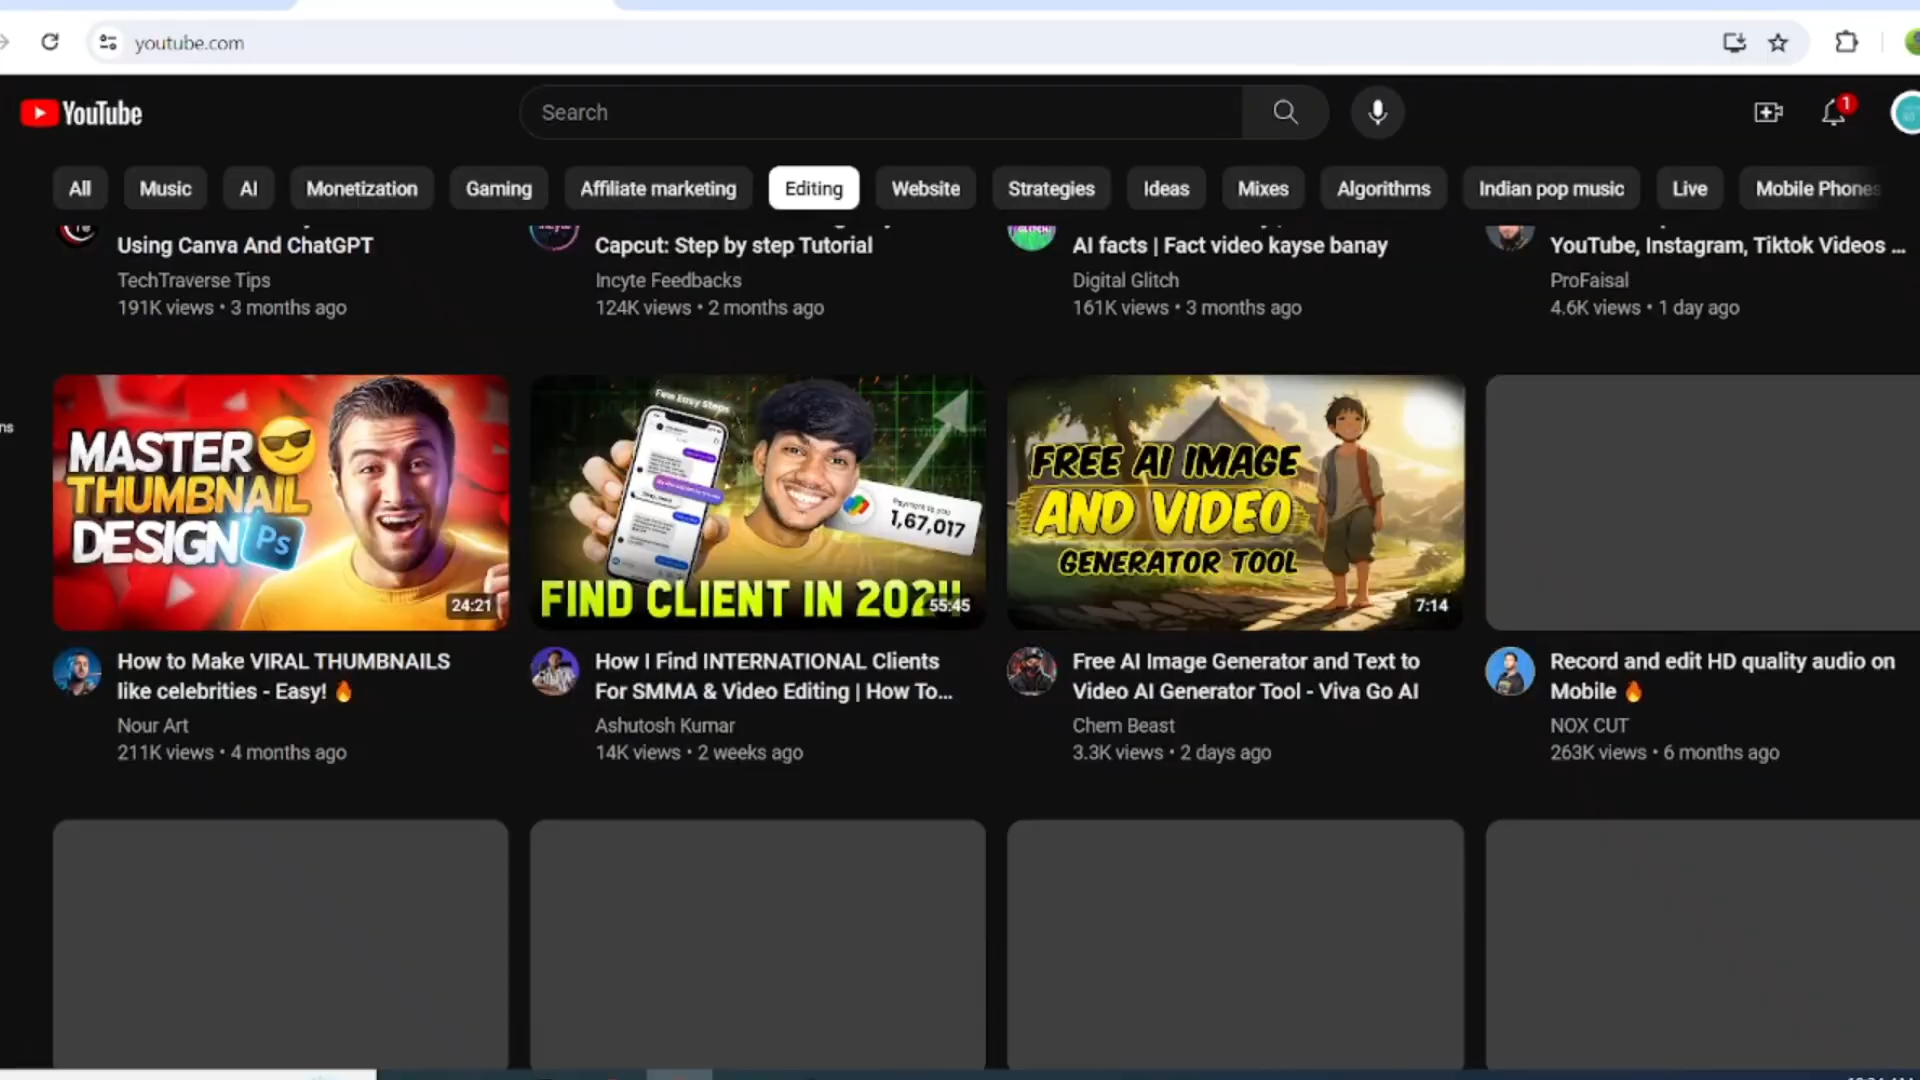 youtube.com
YouTube
Search
1
All
Music
AI
Monetization
Gaming
Affiliate marketing
Editing
Website
Strategies
Ideas
Mixes
Algorithms
Indian pop music
Live
Mobile Phones
Using Canva And ChatGPT
TechTraverse Tips
191K views • 3 months ago
Capcut: Step by step Tutorial
Incyte Feedbacks
124K views • 2 months ago
AI facts | Fact video kayse banay
Digital Glitch
161K views • 3 months ago
YouTube, Instagram, Tiktok Videos ...
ProFaisal
4.6K views • 1 day ago
ns
MASTER
THUMBNAIL
DESIGN
Ps
24:21
Few Easy Steps
Payment to you
1,67,017
FIND CLIENT IN 202
55:45
FREE AI IMAGE
AND VIDEO
GENERATOR TOOL
7:14
How to Make VIRAL THUMBNAILS
like celebrities - Easy! 🔥
Nour Art
211K views • 4 months ago
How I Find INTERNATIONAL Clients
For SMMA & Video Editing | How To...
Ashutosh Kumar
14K views • 2 weeks ago
Free AI Image Generator and Text to
Video AI Generator Tool - Viva Go AI
Chem Beast
3.3K views • 2 days ago
Record and edit HD quality audio on
Mobile 🔥
NOX CUT
263K views • 6 months ago